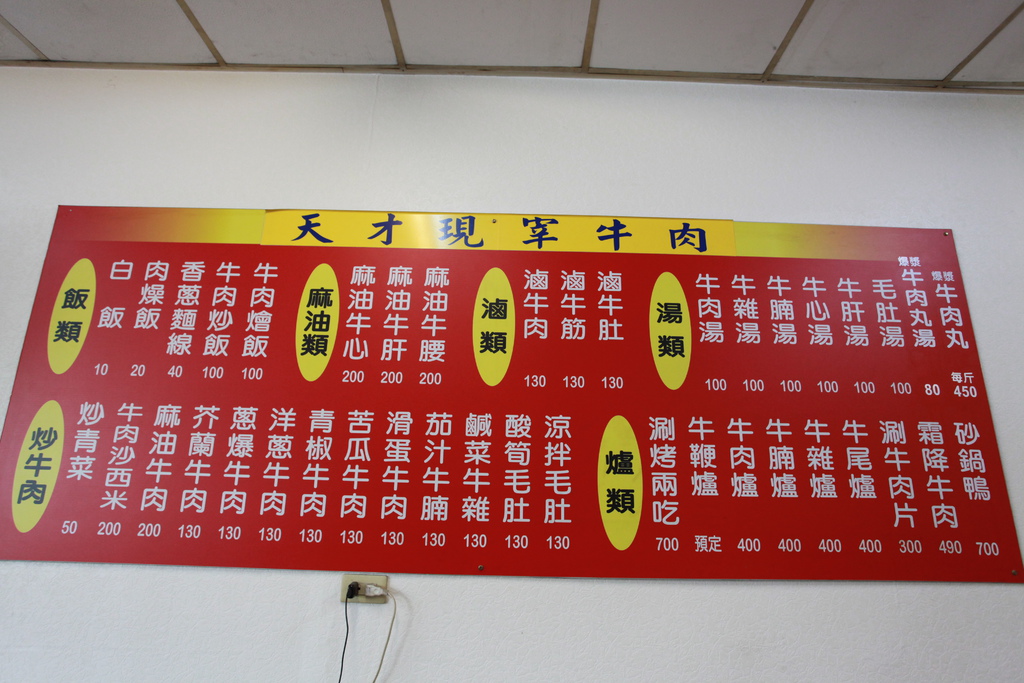 天才現宰牛肉
飯類
白飯 10
肉燥飯 20
香蔥麵線 40
牛肉炒飯 100
牛肉燴飯 100
麻油類
麻油牛心 200
麻油牛肝 200
麻油牛腰 200
滷類
滷牛肉 130
滷牛筋 130
滷牛肚 130
湯類
牛肉湯 100
牛雜湯 100
牛腩湯 100
牛心湯 100
牛肝湯 100
毛肚湯 100
爆漿牛肉丸湯 80
爆漿牛肉丸 每斤 450
炒牛肉
炒青菜 50
牛肉沙西米 200
麻油牛肉 200
芥蘭牛肉 130
蔥爆牛肉 130
洋蔥牛肉 130
青椒牛肉 130
苦瓜牛肉 130
滑蛋牛肉 130
茄汁牛腩 130
鹹菜牛雜 130
酸筍毛肚 130
涼拌毛肚 130
爐類
涮烤兩吃 700
牛鞭爐 預定
牛肉爐 400
牛腩爐 400
牛雜爐 400
牛尾爐 400
涮牛肉片 300
霜降牛肉 490
砂鍋鴨 700